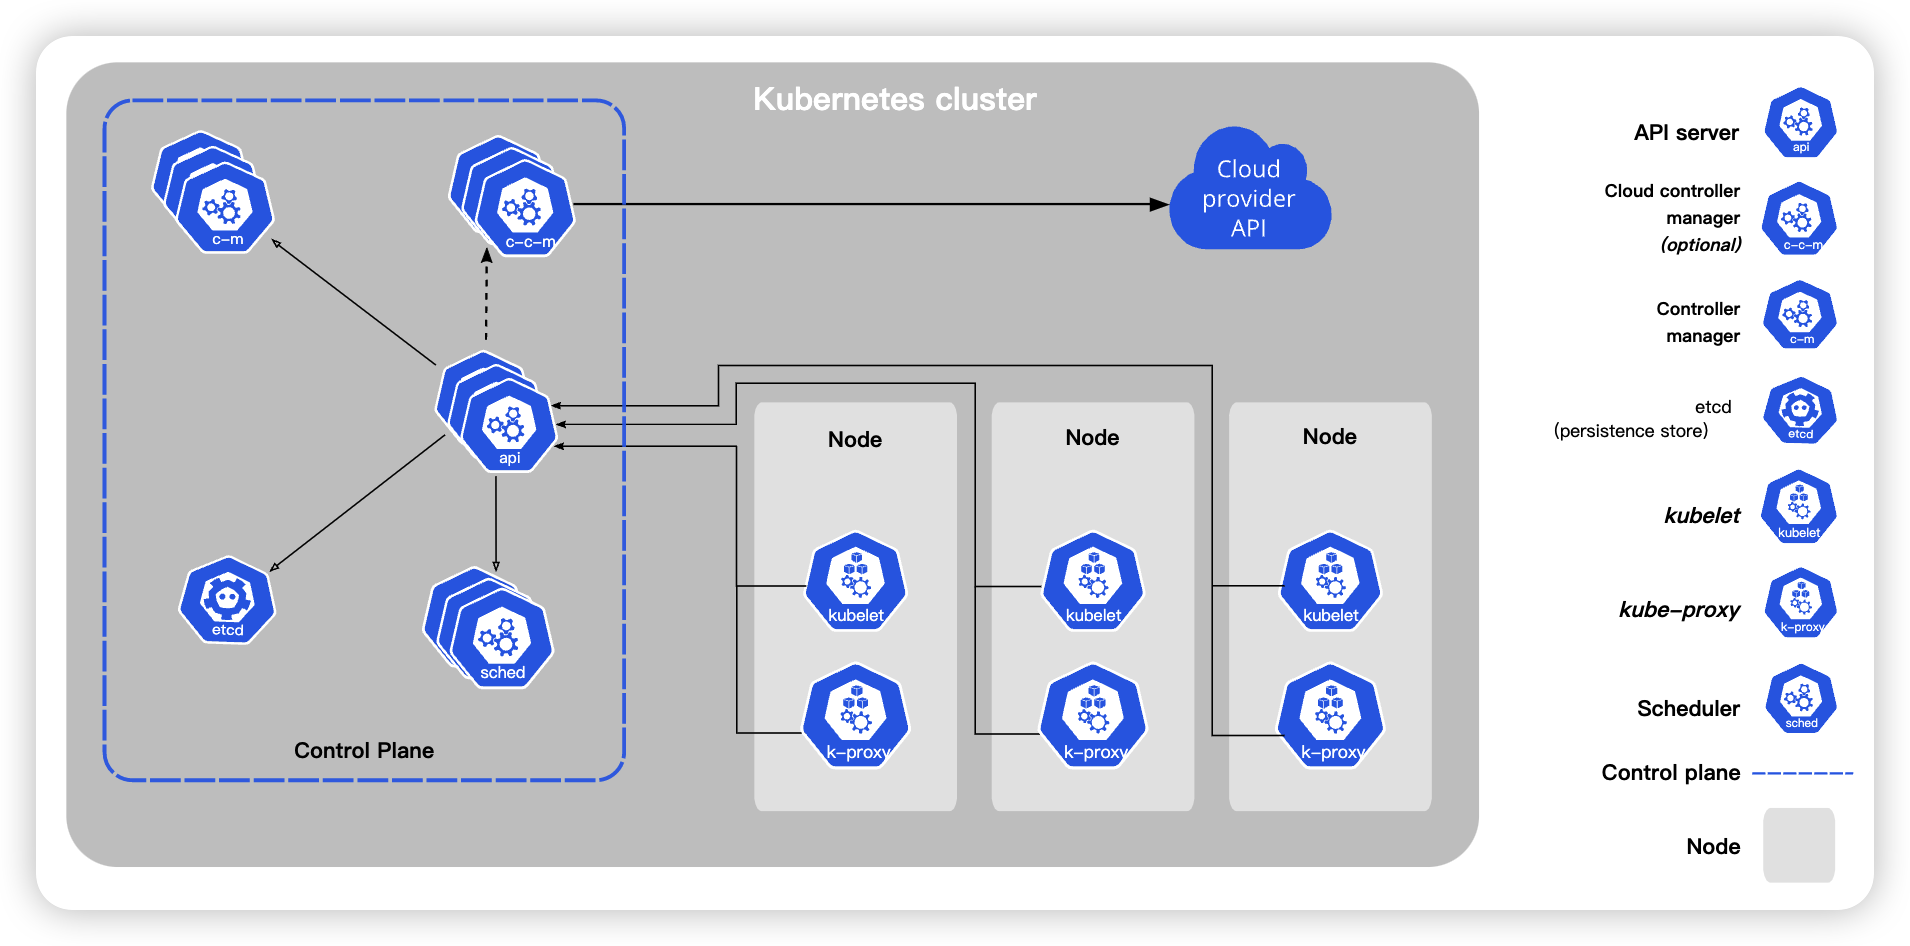 Kubernetes cluster
c-m
c-c-m
Cloud
provider
API
api
etcd
sched
Control Plane
Node
kubelet
k-proxy
Node
kubelet
k-proxy
Node
kubelet
k-proxy
API server
api
Cloud controller
manager
(optional)
c-c-m
Controller
manager
c-m
etcd
(persistence store)
etcd
kubelet
kubelet
kube-proxy
k-proxy
Scheduler
sched
Control plane
Node